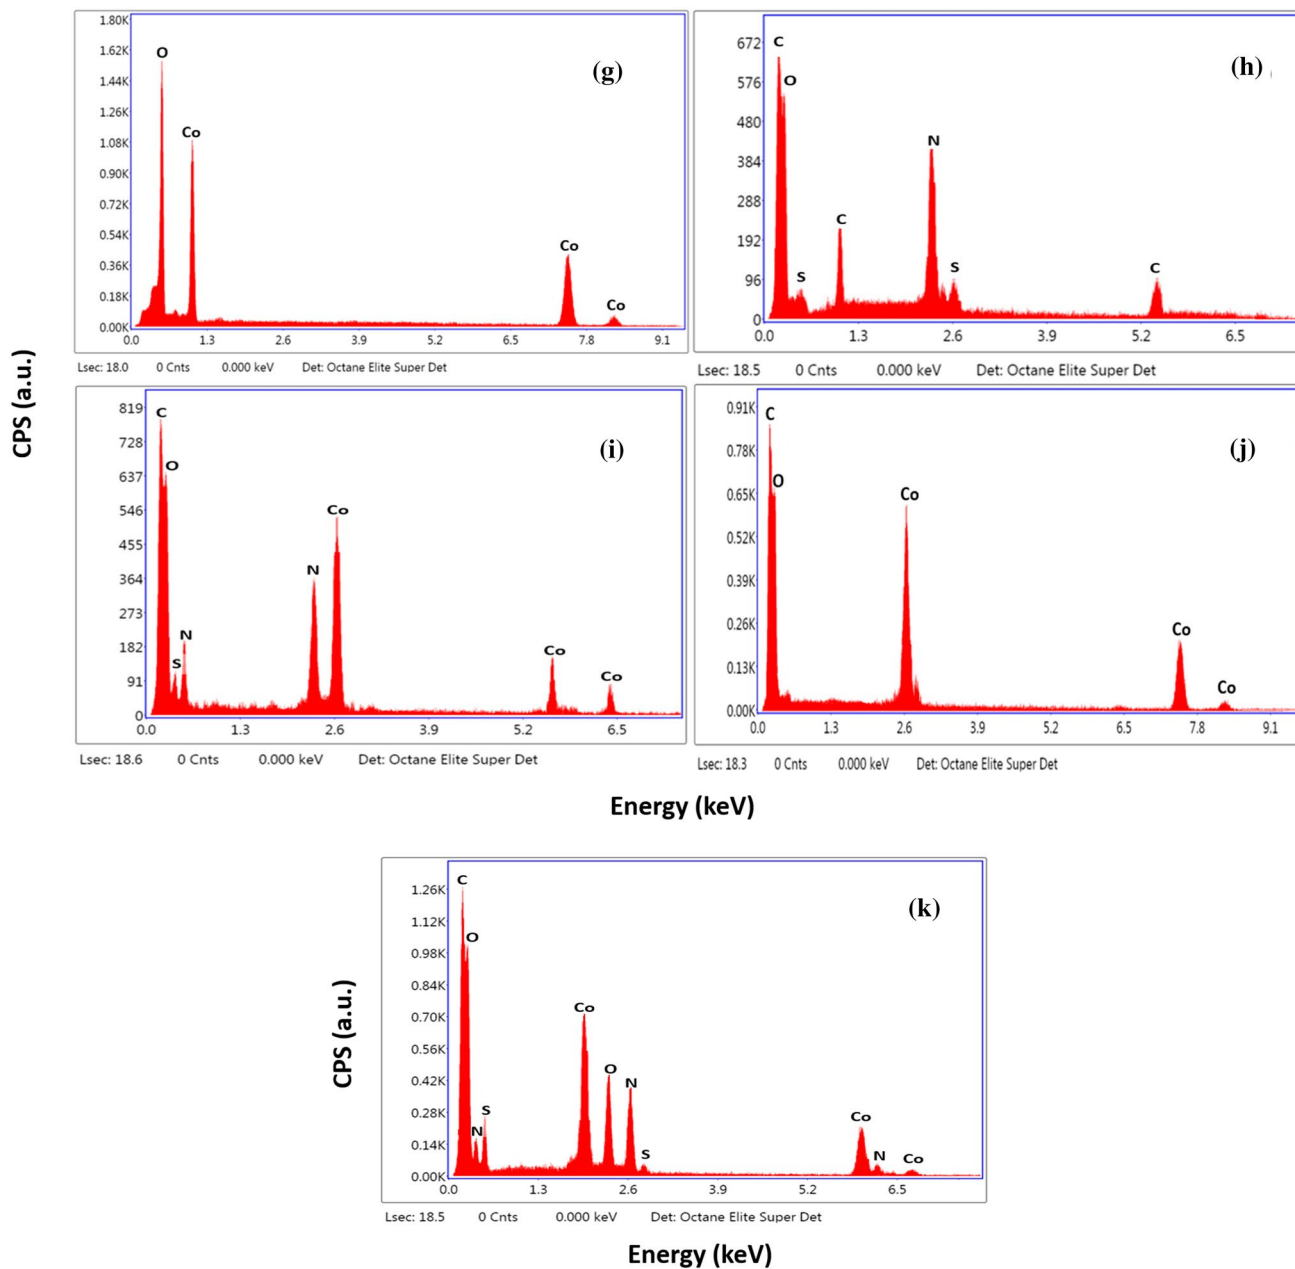 CPS (a.u.)
(g)
1.80K
1.62K
1.44K
1.26K
1.08K
0.90K
0.72K
0.54K
0.36K
0.18K
0.00K
O
Co
Co
Co
0.0 1.3 2.6 3.9 5.2 6.5 7.8 9.1
Lsec: 18.0 0 Cnts 0.000 keV Det: Octane Elite Super Det
(h)
672
576
480
384
288
192
96
0
C
O
S
C
N
S
C
0.0 1.3 2.6 3.9 5.2 6.5
Lsec: 18.5 0 Cnts 0.000 keV Det: Octane Elite Super Det
(i)
819
728
637
546
455
364
273
182
91
0
C
O
S
N
N
Co
Co
Co
0.0 1.3 2.6 3.9 5.2 6.5
Lsec: 18.6 0 Cnts 0.000 keV Det: Octane Elite Super Det
(j)
0.91K
0.78K
0.65K
0.52K
0.39K
0.26K
0.13K
0.00K
C
O
Co
Co
Co
0.0 1.3 2.6 3.9 5.2 6.5 7.8 9.1
Lsec: 18.3 0 Cnts 0.000 keV Det: Octane Elite Super Det
Energy (keV)
CPS (a.u.)
(k)
1.26K
1.12K
0.98K
0.84K
0.70K
0.56K
0.42K
0.28K
0.14K
0.00K
C
O
N
S
Co
O
N
S
Co
N
Co
0.0 1.3 2.6 3.9 5.2 6.5
Lsec: 18.5 0 Cnts 0.000 keV Det: Octane Elite Super Det
Energy (keV)